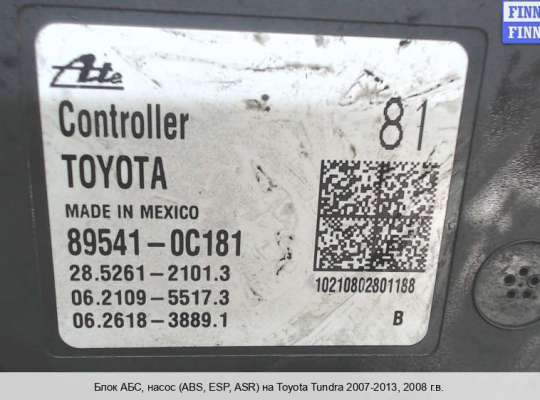 FINN
FINN
Ate
Controller
81
TOYOTA
MADE IN MEXICO
89541-0C181
28.5261-2101.3
06.2109-5517.3
06.2618-3889.1
10210802801188
B
Блок АБС, насос (ABS, ESP, ASR) на Toyota Tundra 2007-2013, 2008 г.в.